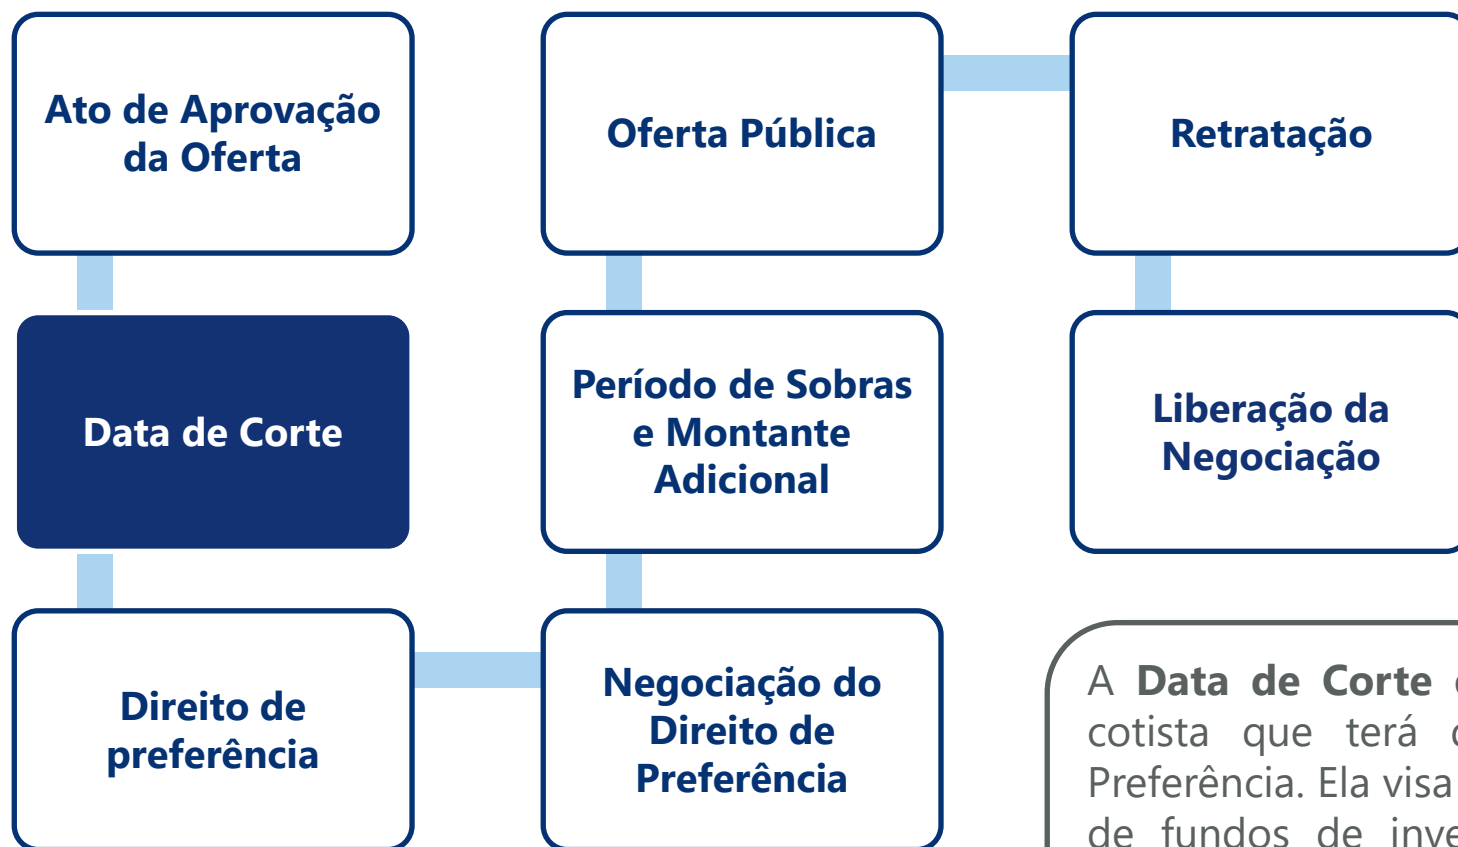 Ato de Aprovação
da Oferta
Data de Corte
Direito de
preferência
Negociação do
Direito de
Preferência
Período de Sobras
e Montante
Adicional
Oferta Pública
Retratação
Liberação da
Negociação
A Data de Corte
cotista que terá
Preferência. Ela visa
de fundos de